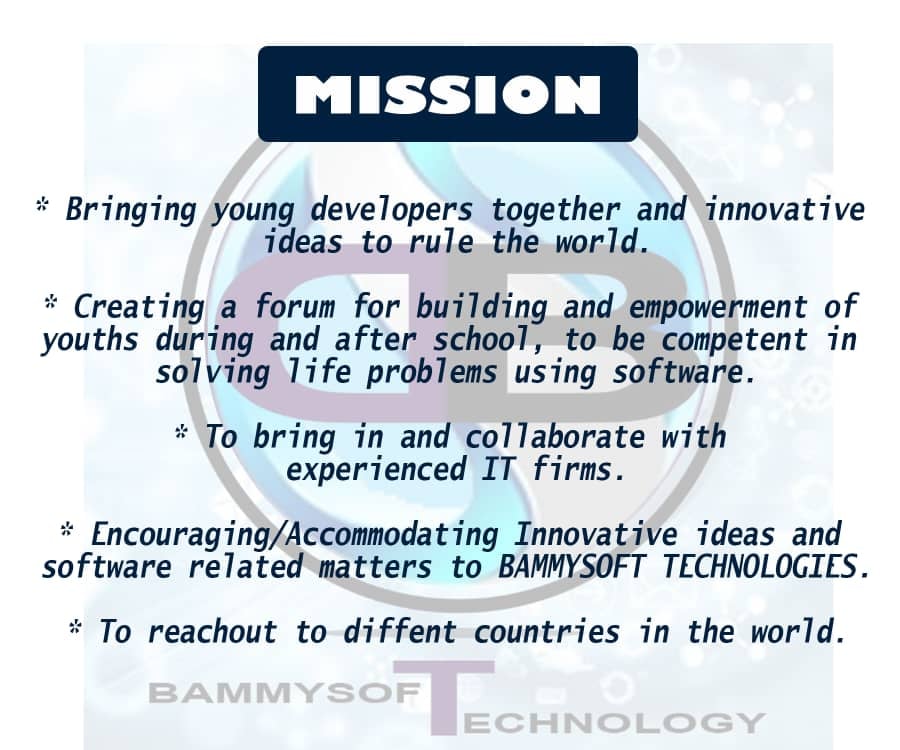 MISSION
* Bringing young developers together and innovative
ideas to rule the world.
* Creating a forum for building and empowerment of
youths during and after school, to be competent in
solving life problems using software.
* To bring in and collaborate with
experienced IT firms.
* Encouraging/Accommodating Innovative ideas and
software related matters to BAMMYSOFT TECHNOLOGIES.
* To reachout to diffent countries in the world.
BAMMYSOFT
TECHNOLOGY